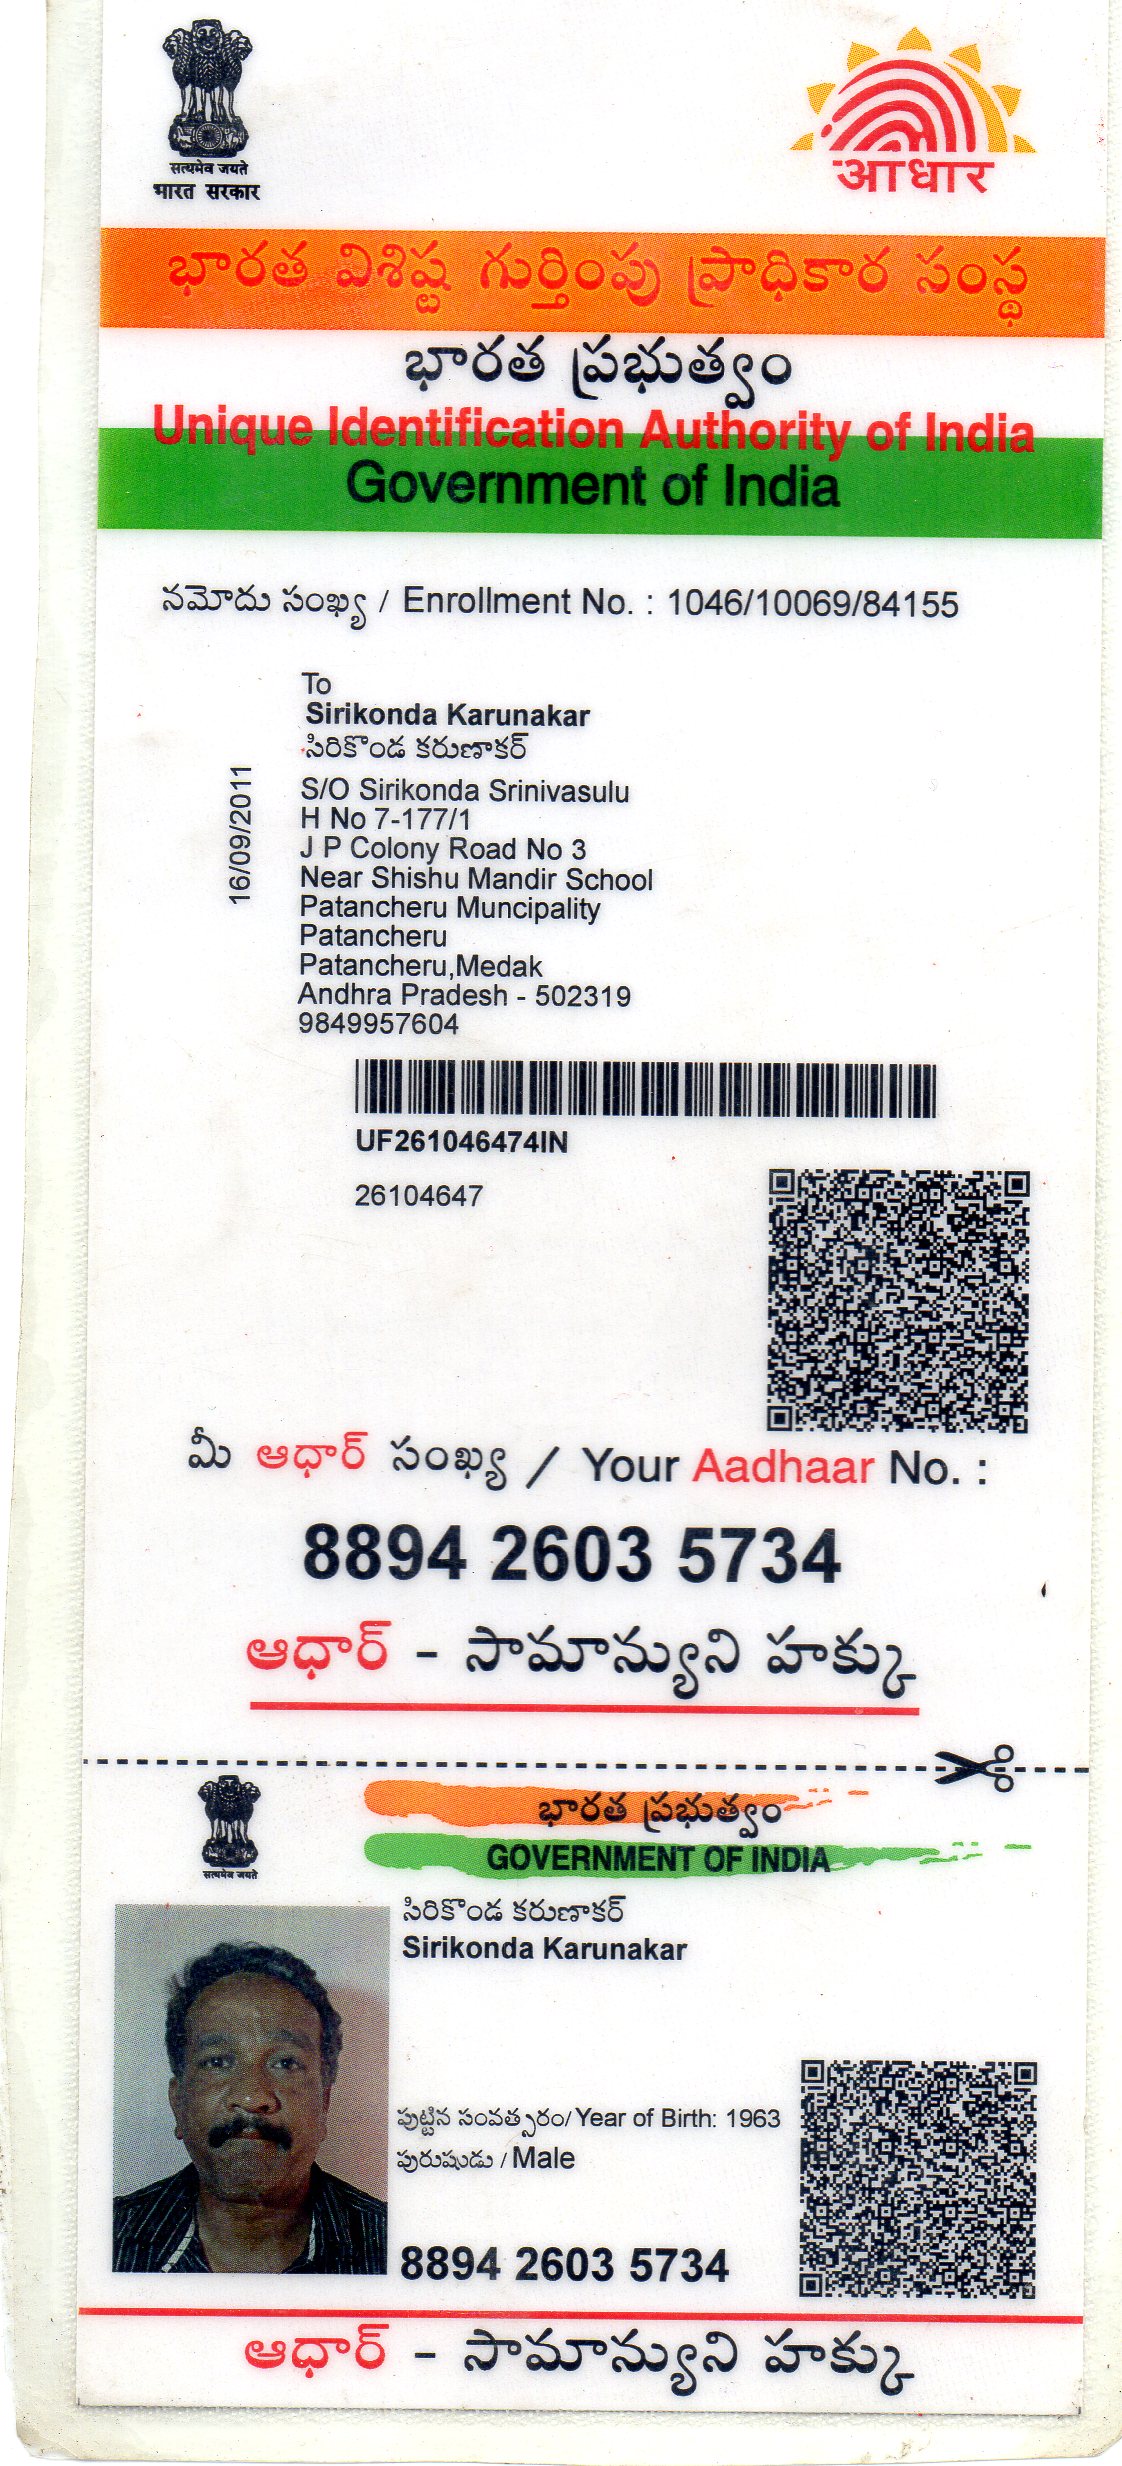 सत्यमेव जयते
भारत सरकार
आधार
భారత విశిష్ట గుర్తింపు ప్రాధికార సంస్థ
భారత ప్రభుత్వం
Unique Identification Authority of India
Government of India
నమోదు సంఖ్య / Enrollment No. : 1046/10069/84155
To
Sirikonda Karunakar
సిరికొండ కరుణాకర్
S/O Sirikonda Srinivasulu
H No 7-177/1
J P Colony Road No 3
Near Shishu Mandir School
Patancheru Muncipality
Patancheru
Patancheru,Medak
Andhra Pradesh - 502319
9849957604
16/09/2011
UF261046474IN
26104647
మీ ఆధార్ సంఖ్య / Your Aadhaar No. :
8894 2603 5734
ఆధార్ - సామాన్యుని హక్కు
భారత ప్రభుత్వం
GOVERNMENT OF INDIA
सत्यमेव जयते
సిరికొండ కరుణాకర్
Sirikonda Karunakar
పుట్టిన సంవత్సరం/Year of Birth: 1963
పురుషుడు / Male
8894 2603 5734
ఆధార్ - సామాన్యుని హక్కు